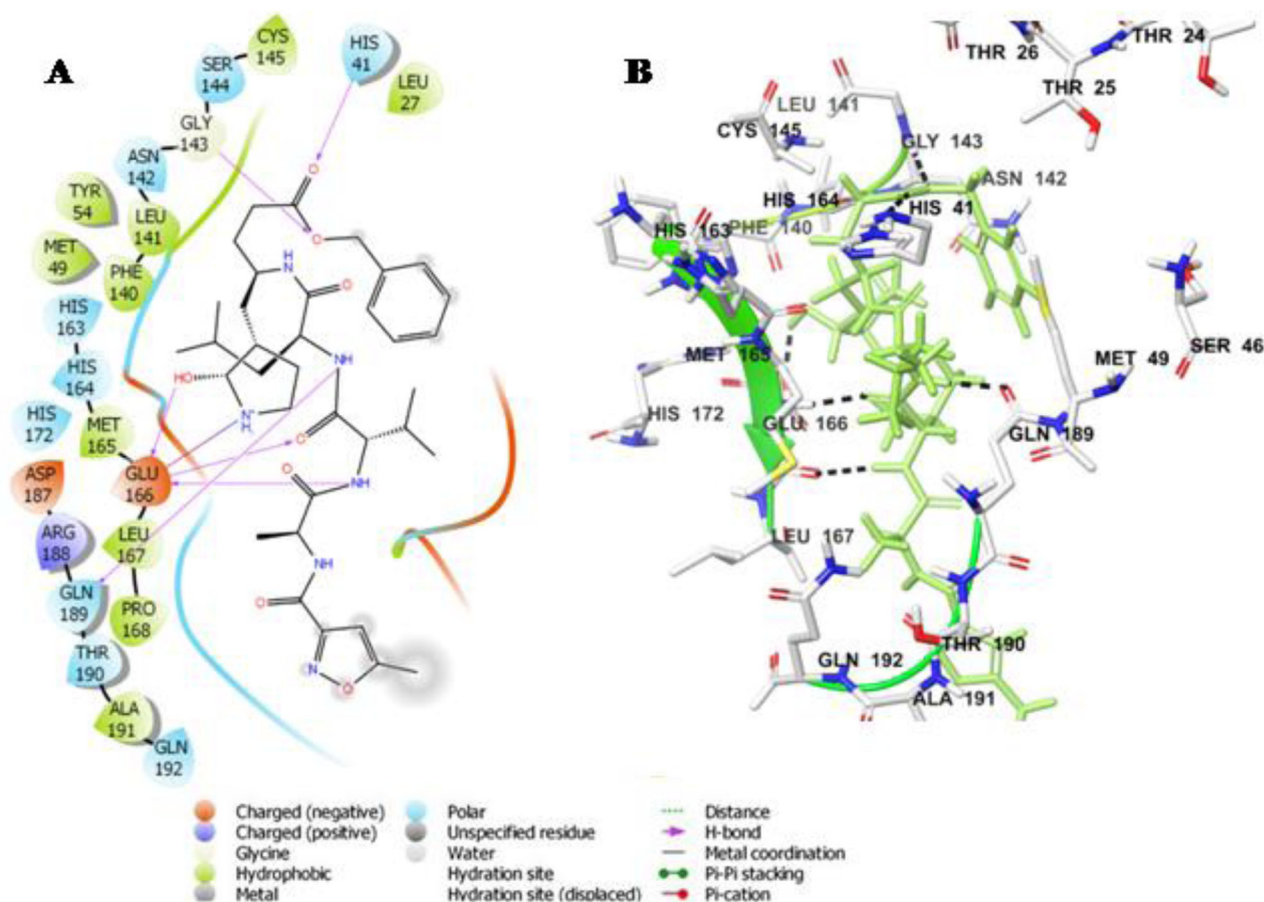 A
CYS
145
SER
144
HIS
41
LEU
27
GLY
143
ASN
142
TYR
54
LEU
141
MET
49
PHE
140
HIS
163
HIS
164
HIS
172
MET
165
ASP
187
GLU
166
ARG
188
LEU
167
GLN
189
PRO
168
THR
190
ALA
191
GLN
192
O
O
NH
O
HO
N
H
NH
O
O
NH
NH
O
N
O
B
THR 26
THR 24
THR 25
LEU 141
CYS 145
GLY 143
ASN 142
HIS 164
HIS 41
HIS 163
PHE 140
SER 46
MET 49
MET 165
HIS 172
GLU 166
GLN 189
LEU 167
THR 190
GLN 192
ALA 191
Charged (negative)
Charged (positive)
Glycine
Hydrophobic
Metal
Polar
Unspecified residue
Water
Hydration site
Hydration site (displaced)
Distance
H-bond
Metal coordination
Pi-Pi stacking
Pi-cation